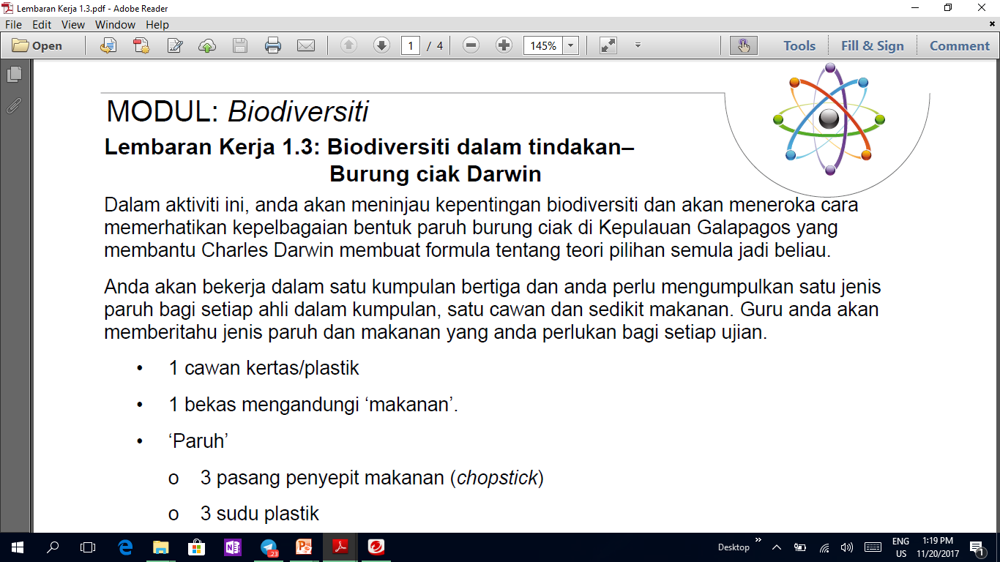 Lembaran Kerja 1.3.pdf - Adobe Reader
File Edit View Window Help
Open 1 / 4 145% Tools Fill & Sign Comment
MODUL: Biodiversiti
Lembaran Kerja 1.3: Biodiversiti dalam tindakan–
Burung ciak Darwin
Dalam aktiviti ini, anda akan meninjau kepentingan biodiversiti dan akan meneroka cara
memerhatikan kepelbagaian bentuk paruh burung ciak di Kepulauan Galapagos yang
membantu Charles Darwin membuat formula tentang teori pilihan semula jadi beliau.
Anda akan bekerja dalam satu kumpulan bertiga dan anda perlu mengumpulkan satu jenis
paruh bagi setiap ahli dalam kumpulan, satu cawan dan sedikit makanan. Guru anda akan
memberitahu jenis paruh dan makanan yang anda perlukan bagi setiap ujian.
• 1 cawan kertas/plastik
• 1 bekas mengandungi ‘makanan’.
• ‘Paruh’
o 3 pasang penyepit makanan (chopstick)
o 3 sudu plastik
23 Desktop » ENG 1:19 PM
US 11/20/2017 1